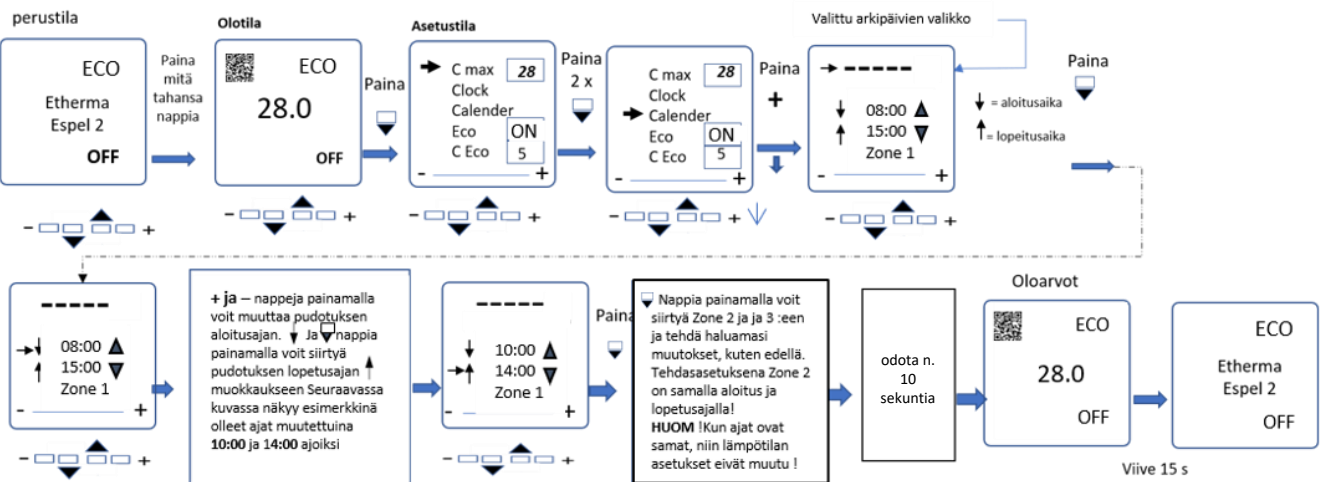 perustila
ECO
Etherma
Espel 2
OFF
- +
Paina
mitä
tahansa
nappia
Olotila
ECO
28.0
OFF
- +
Paina
Asetustila
C max 28
Clock
Calender
Eco ON
C Eco 5
- +
- +
Paina
2 x
C max 28
Clock
Calender
Eco ON
C Eco 5
- +
- +
Paina
+
Valittu arkipäivien valikko
-----
08:00
15:00
Zone 1
- +
- +
= aloitusaika
= lopeitusaika
Paina
-----
08:00
15:00
Zone 1
- +
- +
+ ja – nappeja painamalla
voit muuttaa pudotuksen
aloitusajan. Ja nappia
painamalla voit siirtyä
pudotuksen lopetusajan
muokkaukseen Seuraavassa
kuvassa näkyy esimerkkinä
olleet ajat muutettuina
10:00 ja 14:00 ajoiksi
-----
10:00
14:00
Zone 1
- +
- +
Paina
Nappia painamalla voit
siirtyä Zone 2 ja ja 3 :een
ja tehdä haluamasi
muutokset, kuten edellä.
Tehdasasetuksena Zone 2
on samalla aloitus ja
lopetusajalla!
HUOM !Kun ajat ovat
samat, niin lämpötilan
asetukset eivät muutu !
odota n.
10
sekuntia
Oloarvot
ECO
28.0
OFF
ECO
Etherma
Espel 2
OFF
Viive 15 s